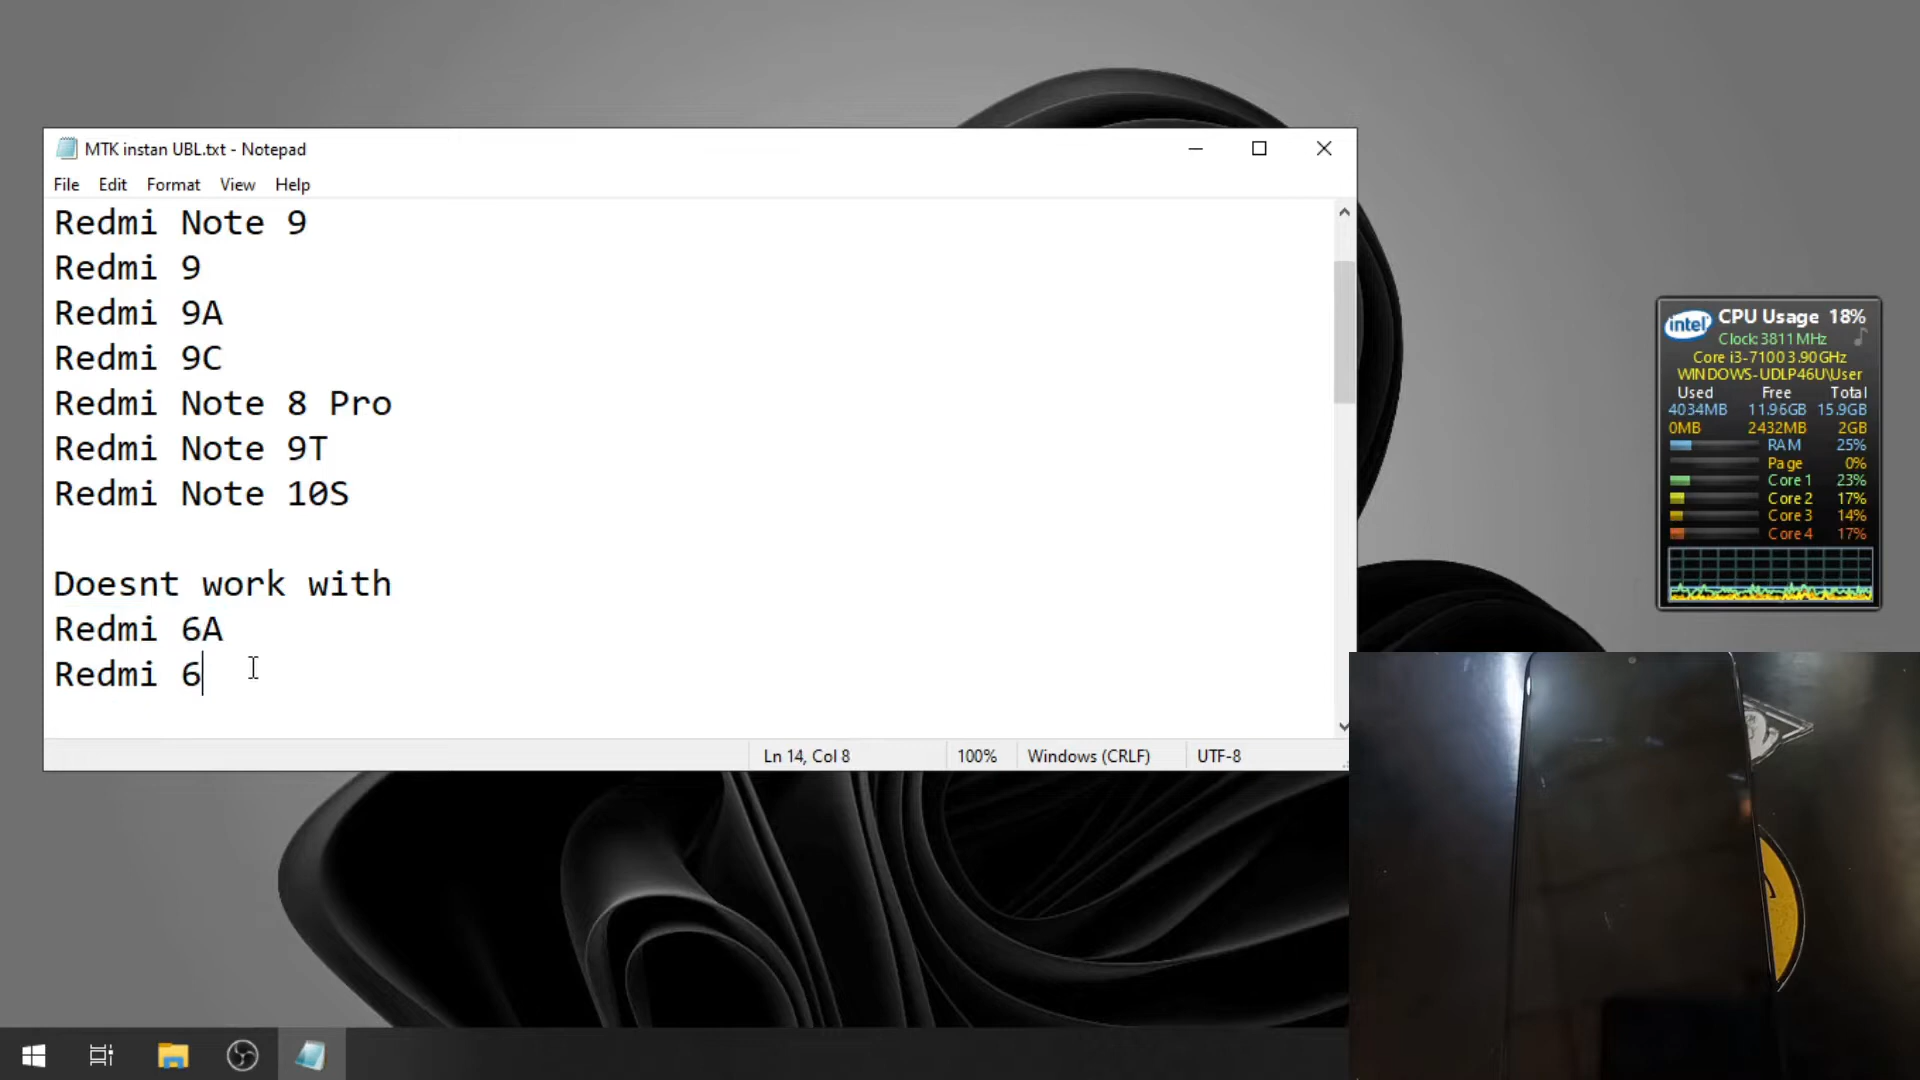 MTK instan UBL.txt - Notepad
File Edit Format View Help
Redmi Note 9
Redmi 9
Redmi 9A
Redmi 9C
Redmi Note 8 Pro
Redmi Note 9T
Redmi Note 10S
Doesnt work with
Redmi 6A
Redmi 6
Ln 14, Col 8 100% Windows (CRLF) UTF-8
intel CPU Usage 18%
Clock: 3811 MHz
Core i3-7100 3.90GHz
WINDOWS-UDLP46U\User
Used Free Total
4034MB 11.96GB 15.9GB
0MB 2432MB 2GB
RAM 25%
Page 0%
Core 1 23%
Core 2 17%
Core 3 14%
Core 4 17%